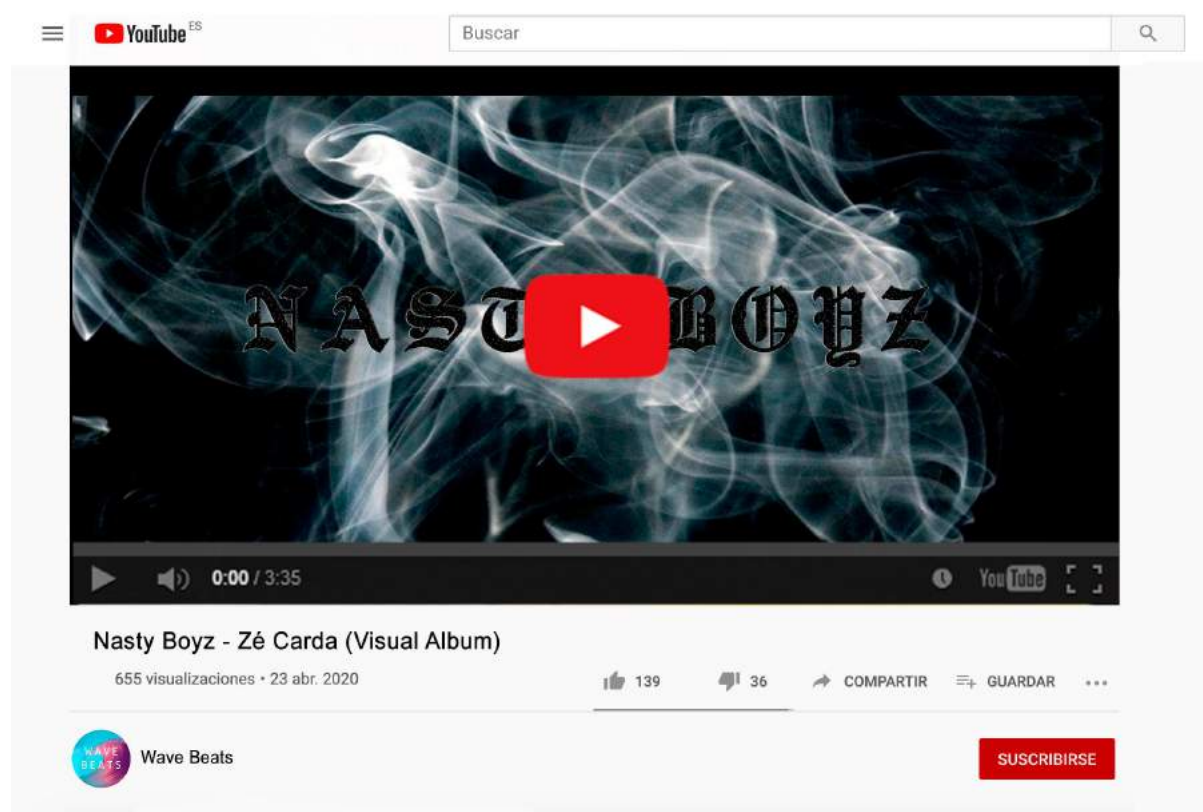 YouTube ES
Buscar
NASTY BOYZ
0:00 / 3:35
YouTube
Nasty Boyz - Zé Carda (Visual Album)
655 visualizaciones • 23 abr. 2020
139
36
COMPARTIR
GUARDAR
WAVE
BEATS
Wave Beats
SUSCRIBIRSE